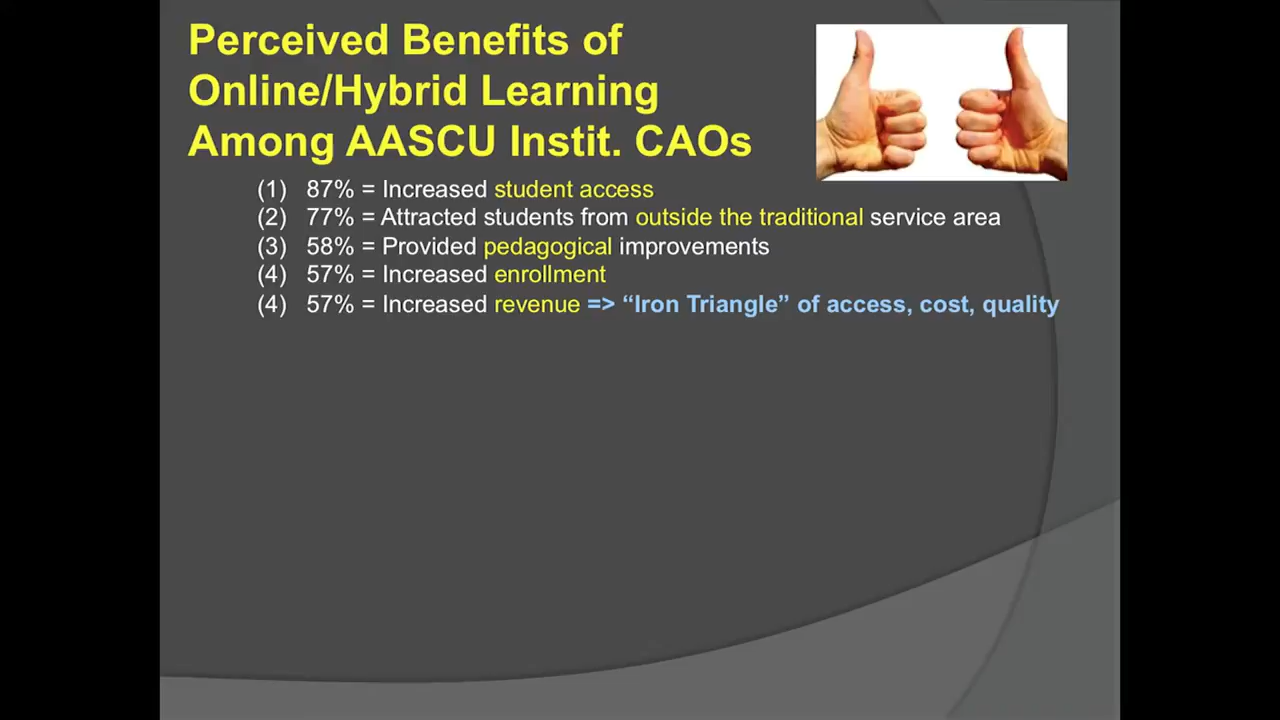 Perceived Benefits of
Online/Hybrid Learning
Among AASCU Instit. CAOs
(1) 87% = Increased student access
(2) 77% = Attracted students from outside the traditional service area
(3) 58% = Provided pedagogical improvements
(4) 57% = Increased enrollment
(4) 57% = Increased revenue => “Iron Triangle” of access, cost, quality